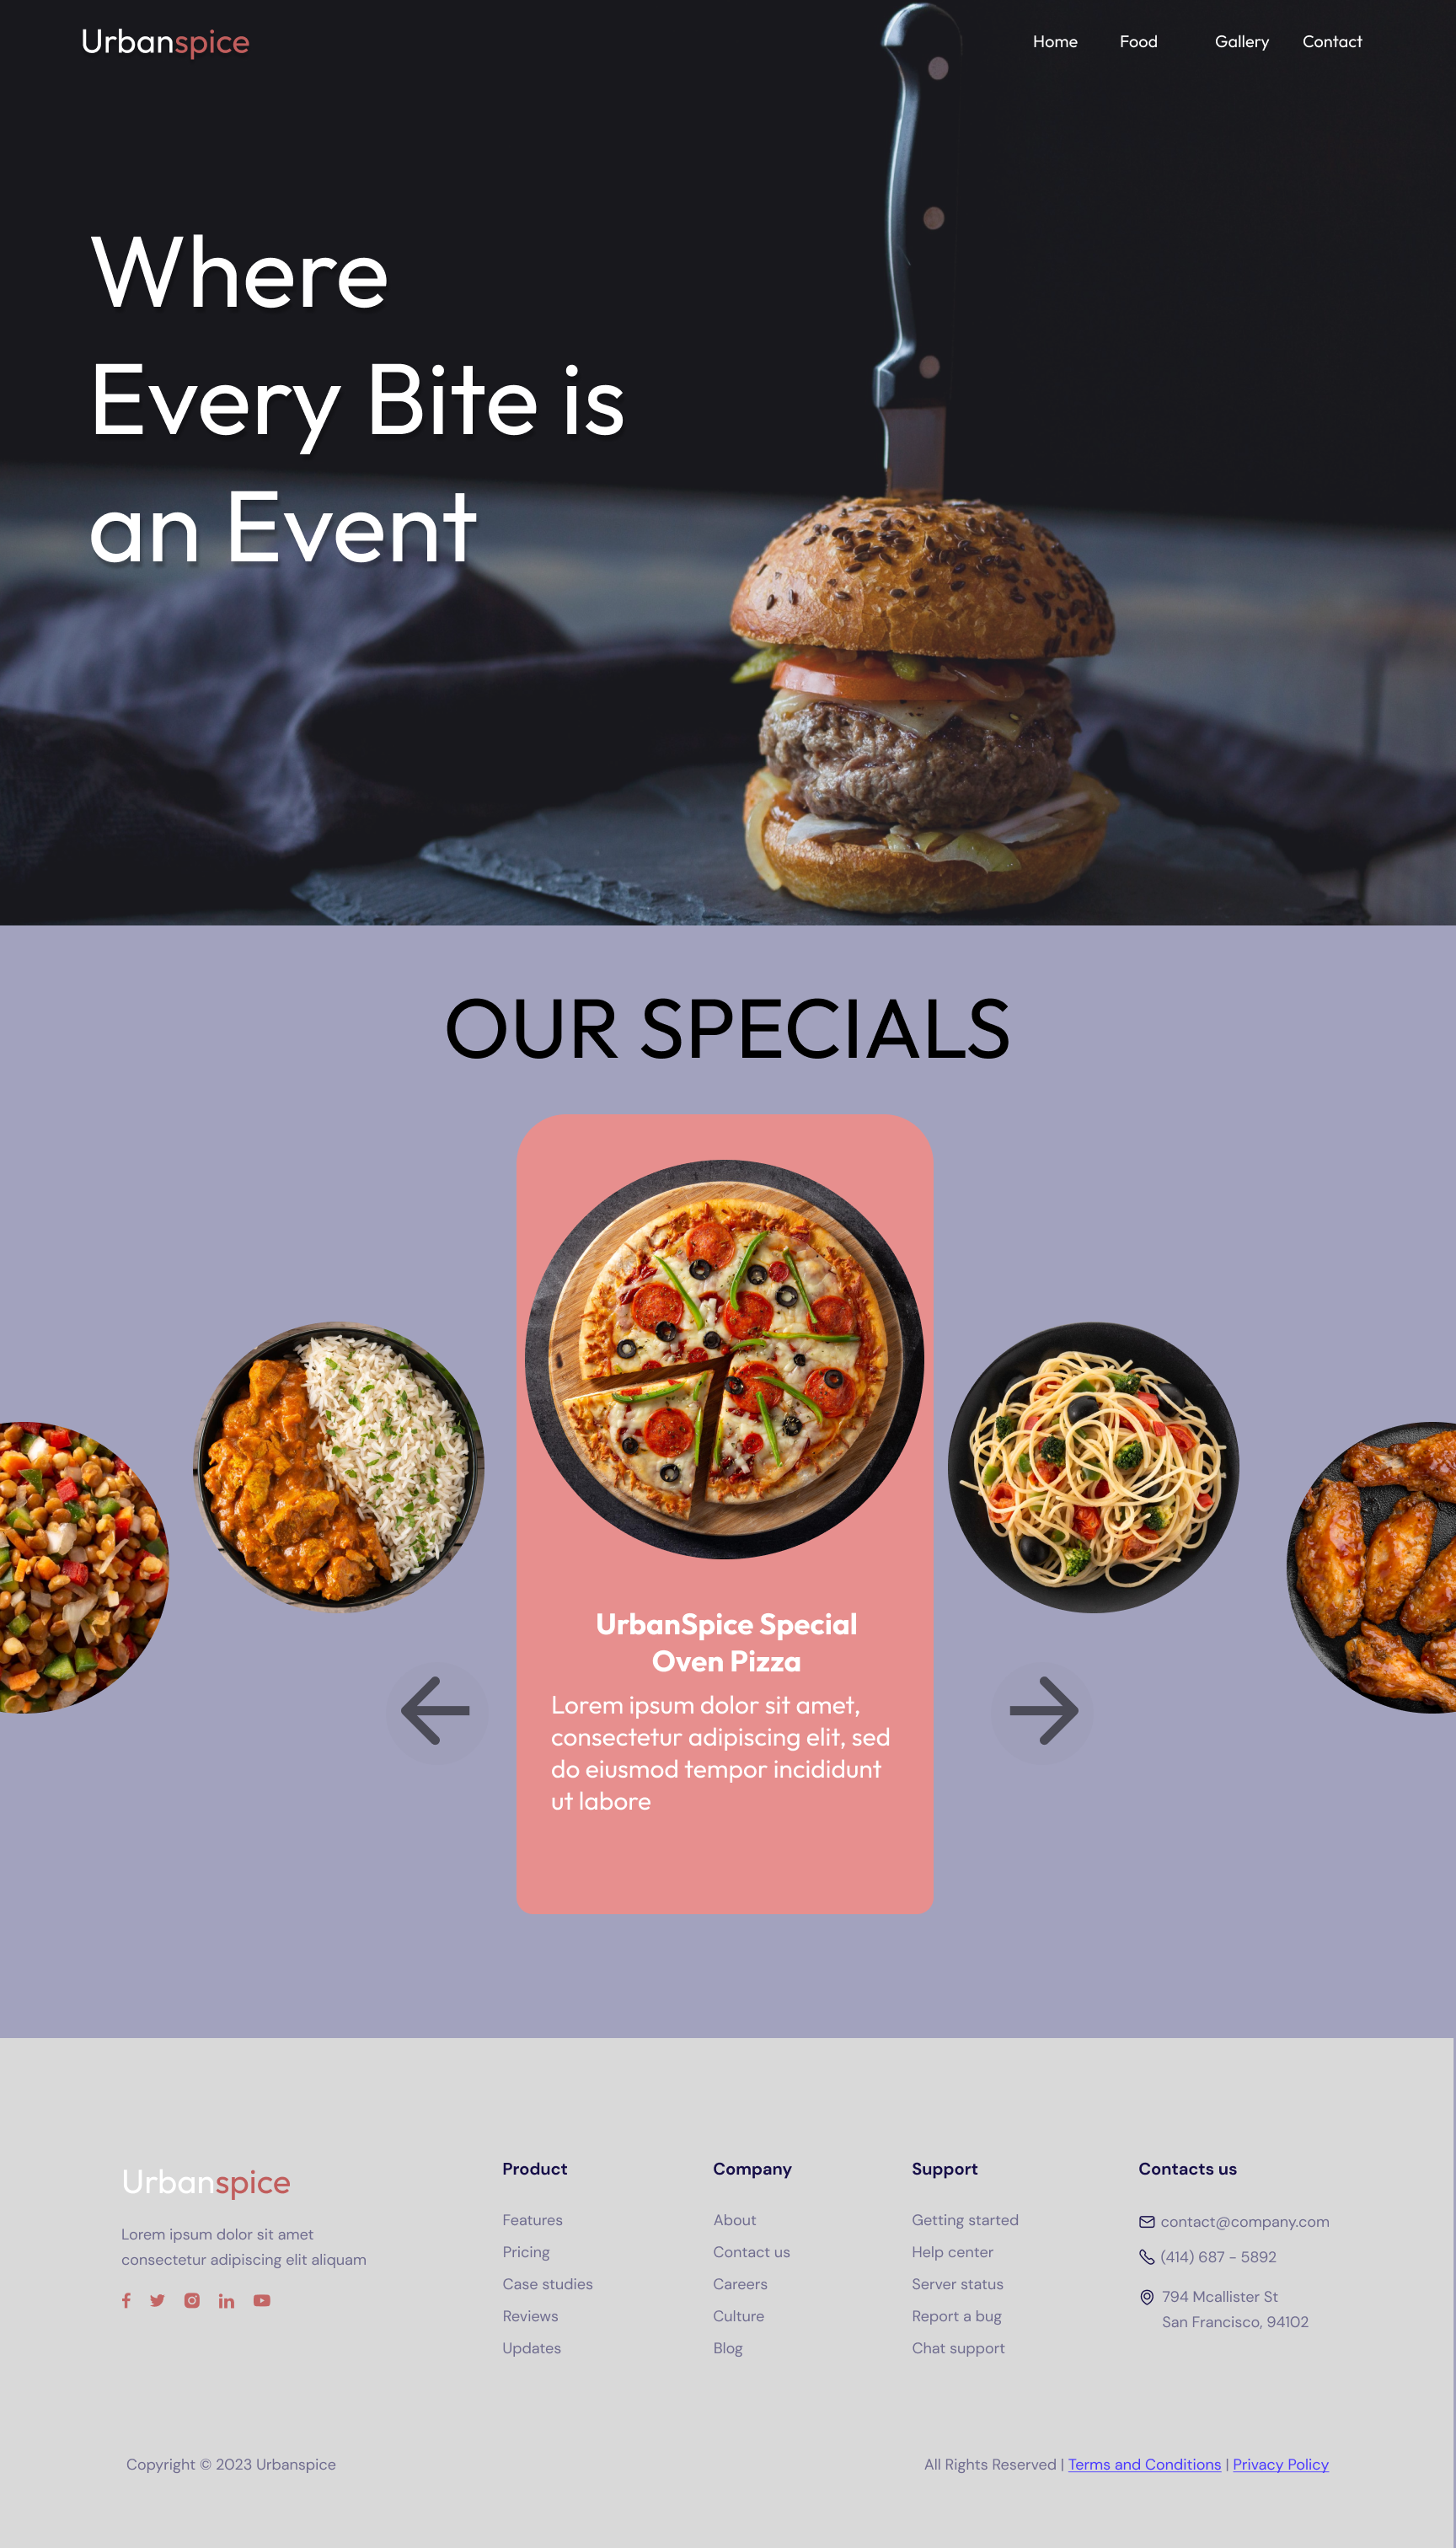 Urbanspice
Home Food Gallery Contact
Where
Every Bite is
an Event
OUR SPECIALS
UrbanSpice Special
Oven Pizza
Lorem ipsum dolor sit amet,
consectetur adipiscing elit, sed
do eiusmod tempor incididunt
ut labore
Urbanspice
Lorem ipsum dolor sit amet
consectetur adipiscing elit aliquam
Product
Features
Pricing
Case studies
Reviews
Updates
Company
About
Contact us
Careers
Culture
Blog
Support
Getting started
Help center
Server status
Report a bug
Chat support
Contacts us
contact@company.com
(414) 687 - 5892
794 Mcallister St
San Francisco, 94102
Copyright © 2023 Urbanspice
All Rights Reserved | Terms and Conditions | Privacy Policy